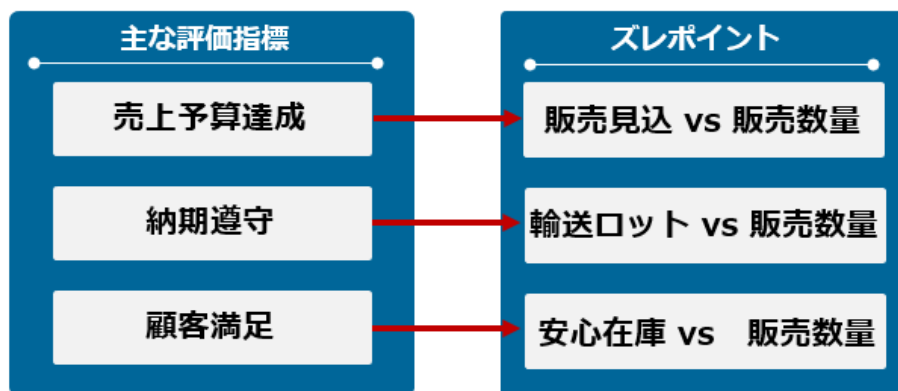 主な評価指標
売上予算達成
納期遵守
顧客満足
ズレポイント
販売見込 vs 販売数量
輸送ロット vs 販売数量
安心在庫 vs　販売数量